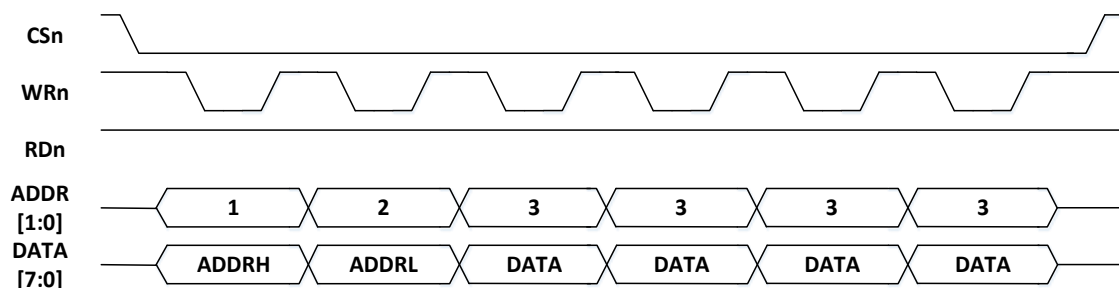 CSn
WRn
RDn
ADDR
[1:0]
1 2 3 3 3 3
DATA
[7:0]
ADDRH ADDRL DATA DATA DATA DATA